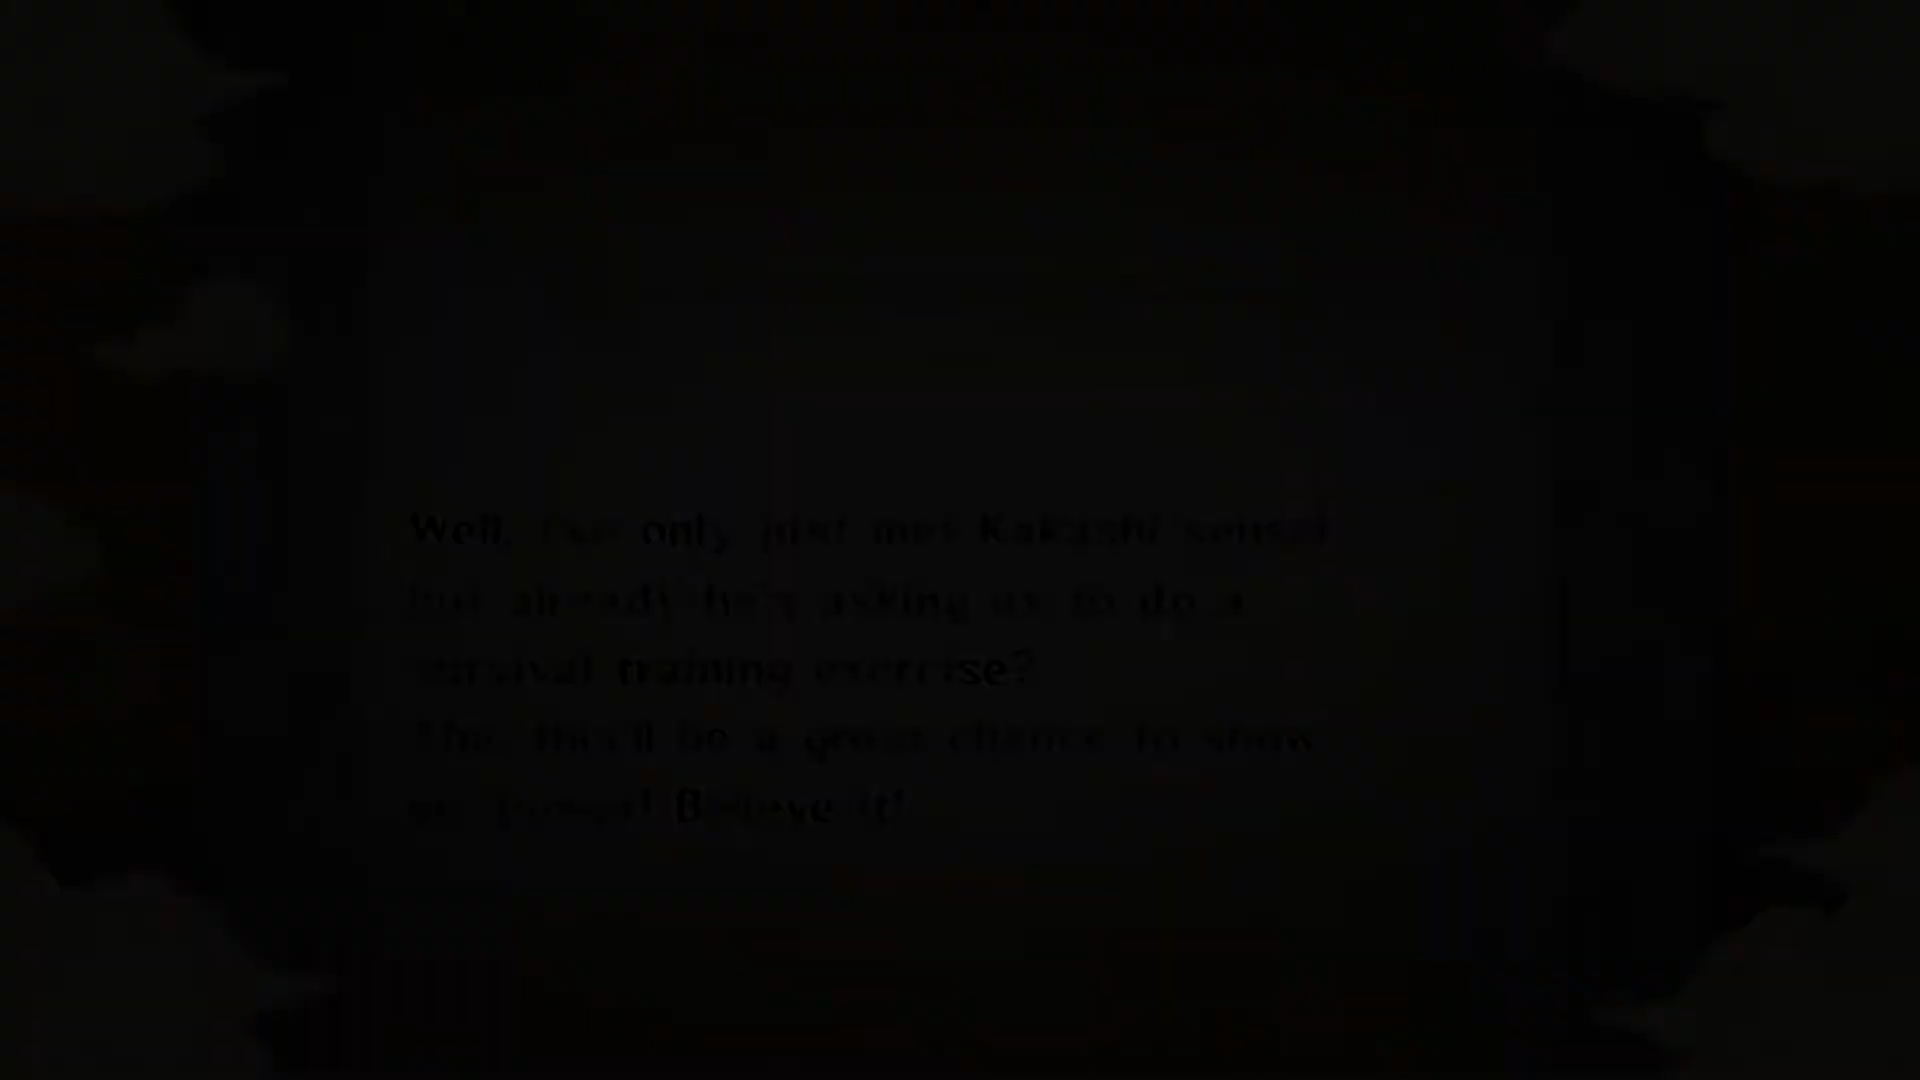 Well, I've only just met Kakashi sensei
but already he's asking us to do a
survival training exercise?
Aha, this'll be a great chance to show
my power! Believe it!